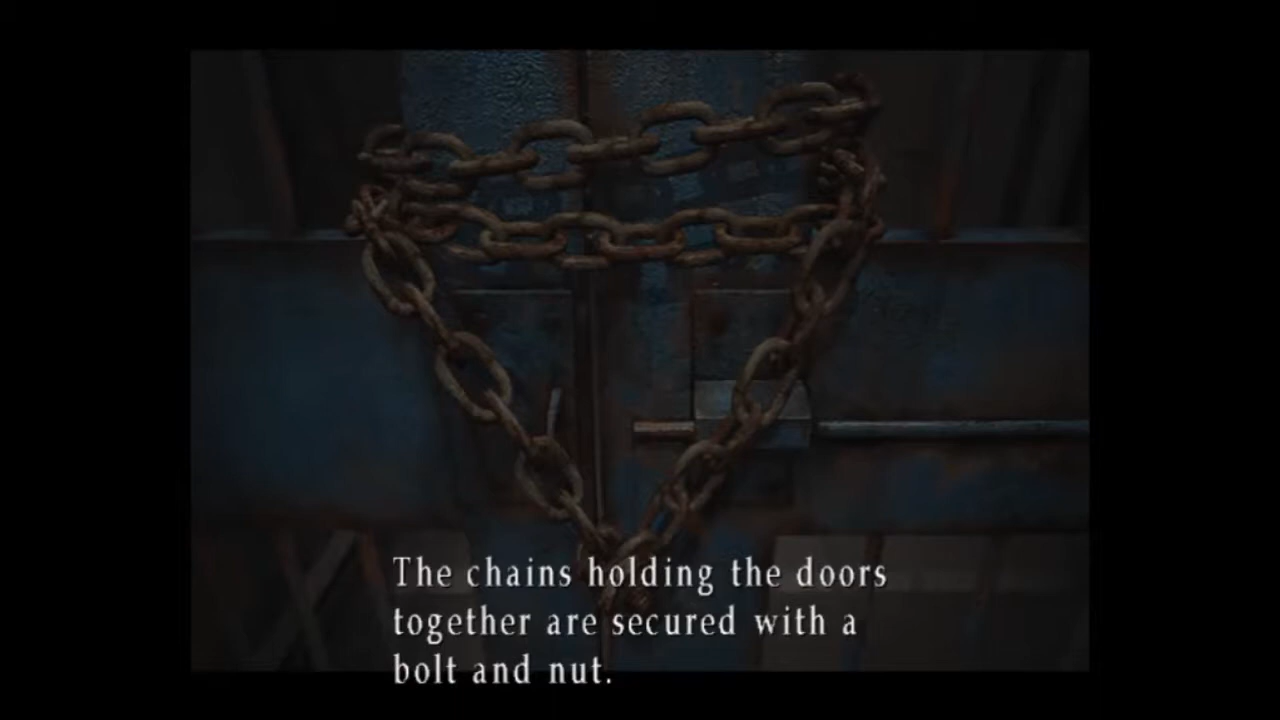 The chains holding the doors
together are secured with a
bolt and nut.